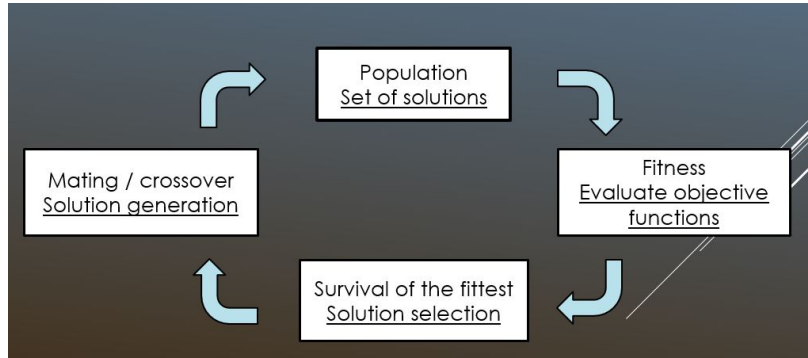 Population
Set of solutions
Mating / crossover
Solution generation
Fitness
Evaluate objective
functions
Survival of the fittest
Solution selection